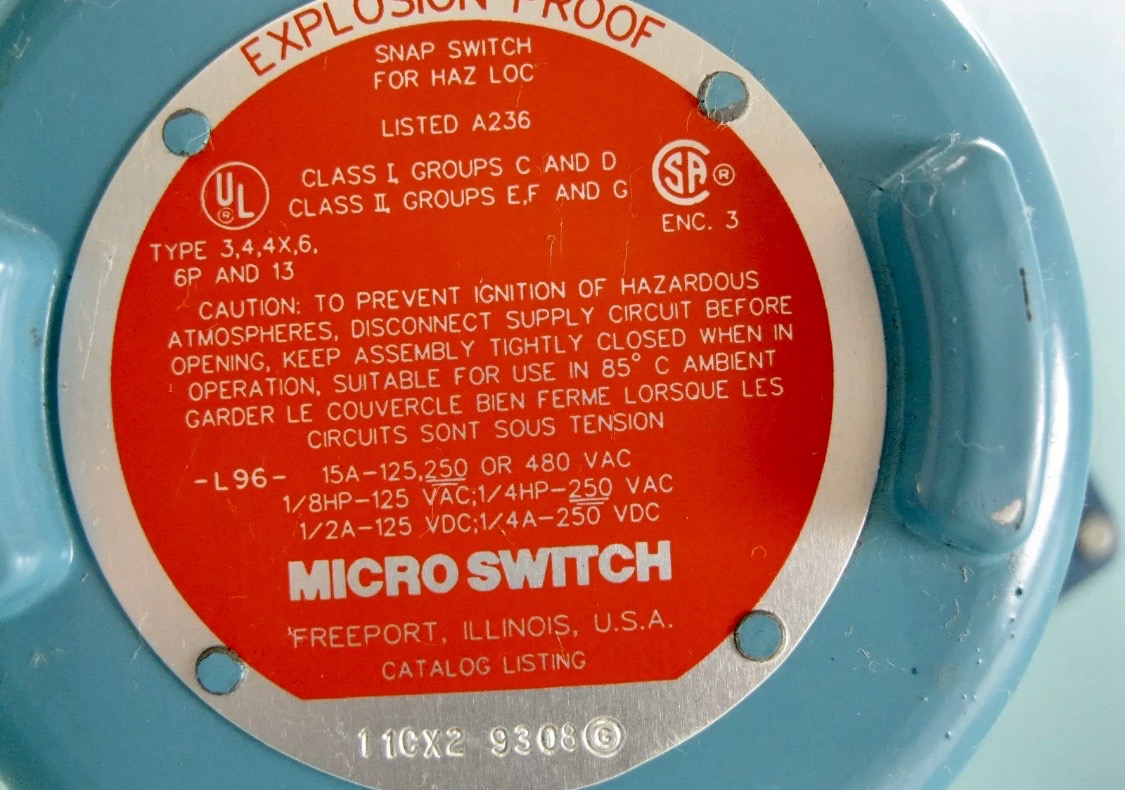 EXPLOSION PROOF
SNAP SWITCH
FOR HAZ LOC
LISTED A236
UL ®
CLASS I, GROUPS C AND D
CLASS II, GROUPS E,F AND G
SA ®
ENC. 3
TYPE 3,4,4X,6,
6P AND 13
CAUTION: TO PREVENT IGNITION OF HAZARDOUS
ATMOSPHERES, DISCONNECT SUPPLY CIRCUIT BEFORE
OPENING, KEEP ASSEMBLY TIGHTLY CLOSED WHEN IN
OPERATION, SUITABLE FOR USE IN 85° C AMBIENT
GARDER LE COUVERCLE BIEN FERME LORSQUE LES
CIRCUITS SONT SOUS TENSION
-L96- 15A-125,250 OR 480 VAC
1/8HP-125 VAC;1/4HP-250 VAC
1/2A-125 VDC;1/4A-250 VDC
MICRO SWITCH
FREEPORT, ILLINOIS, U.S.A.
CATALOG LISTING
11CX2 9308 G